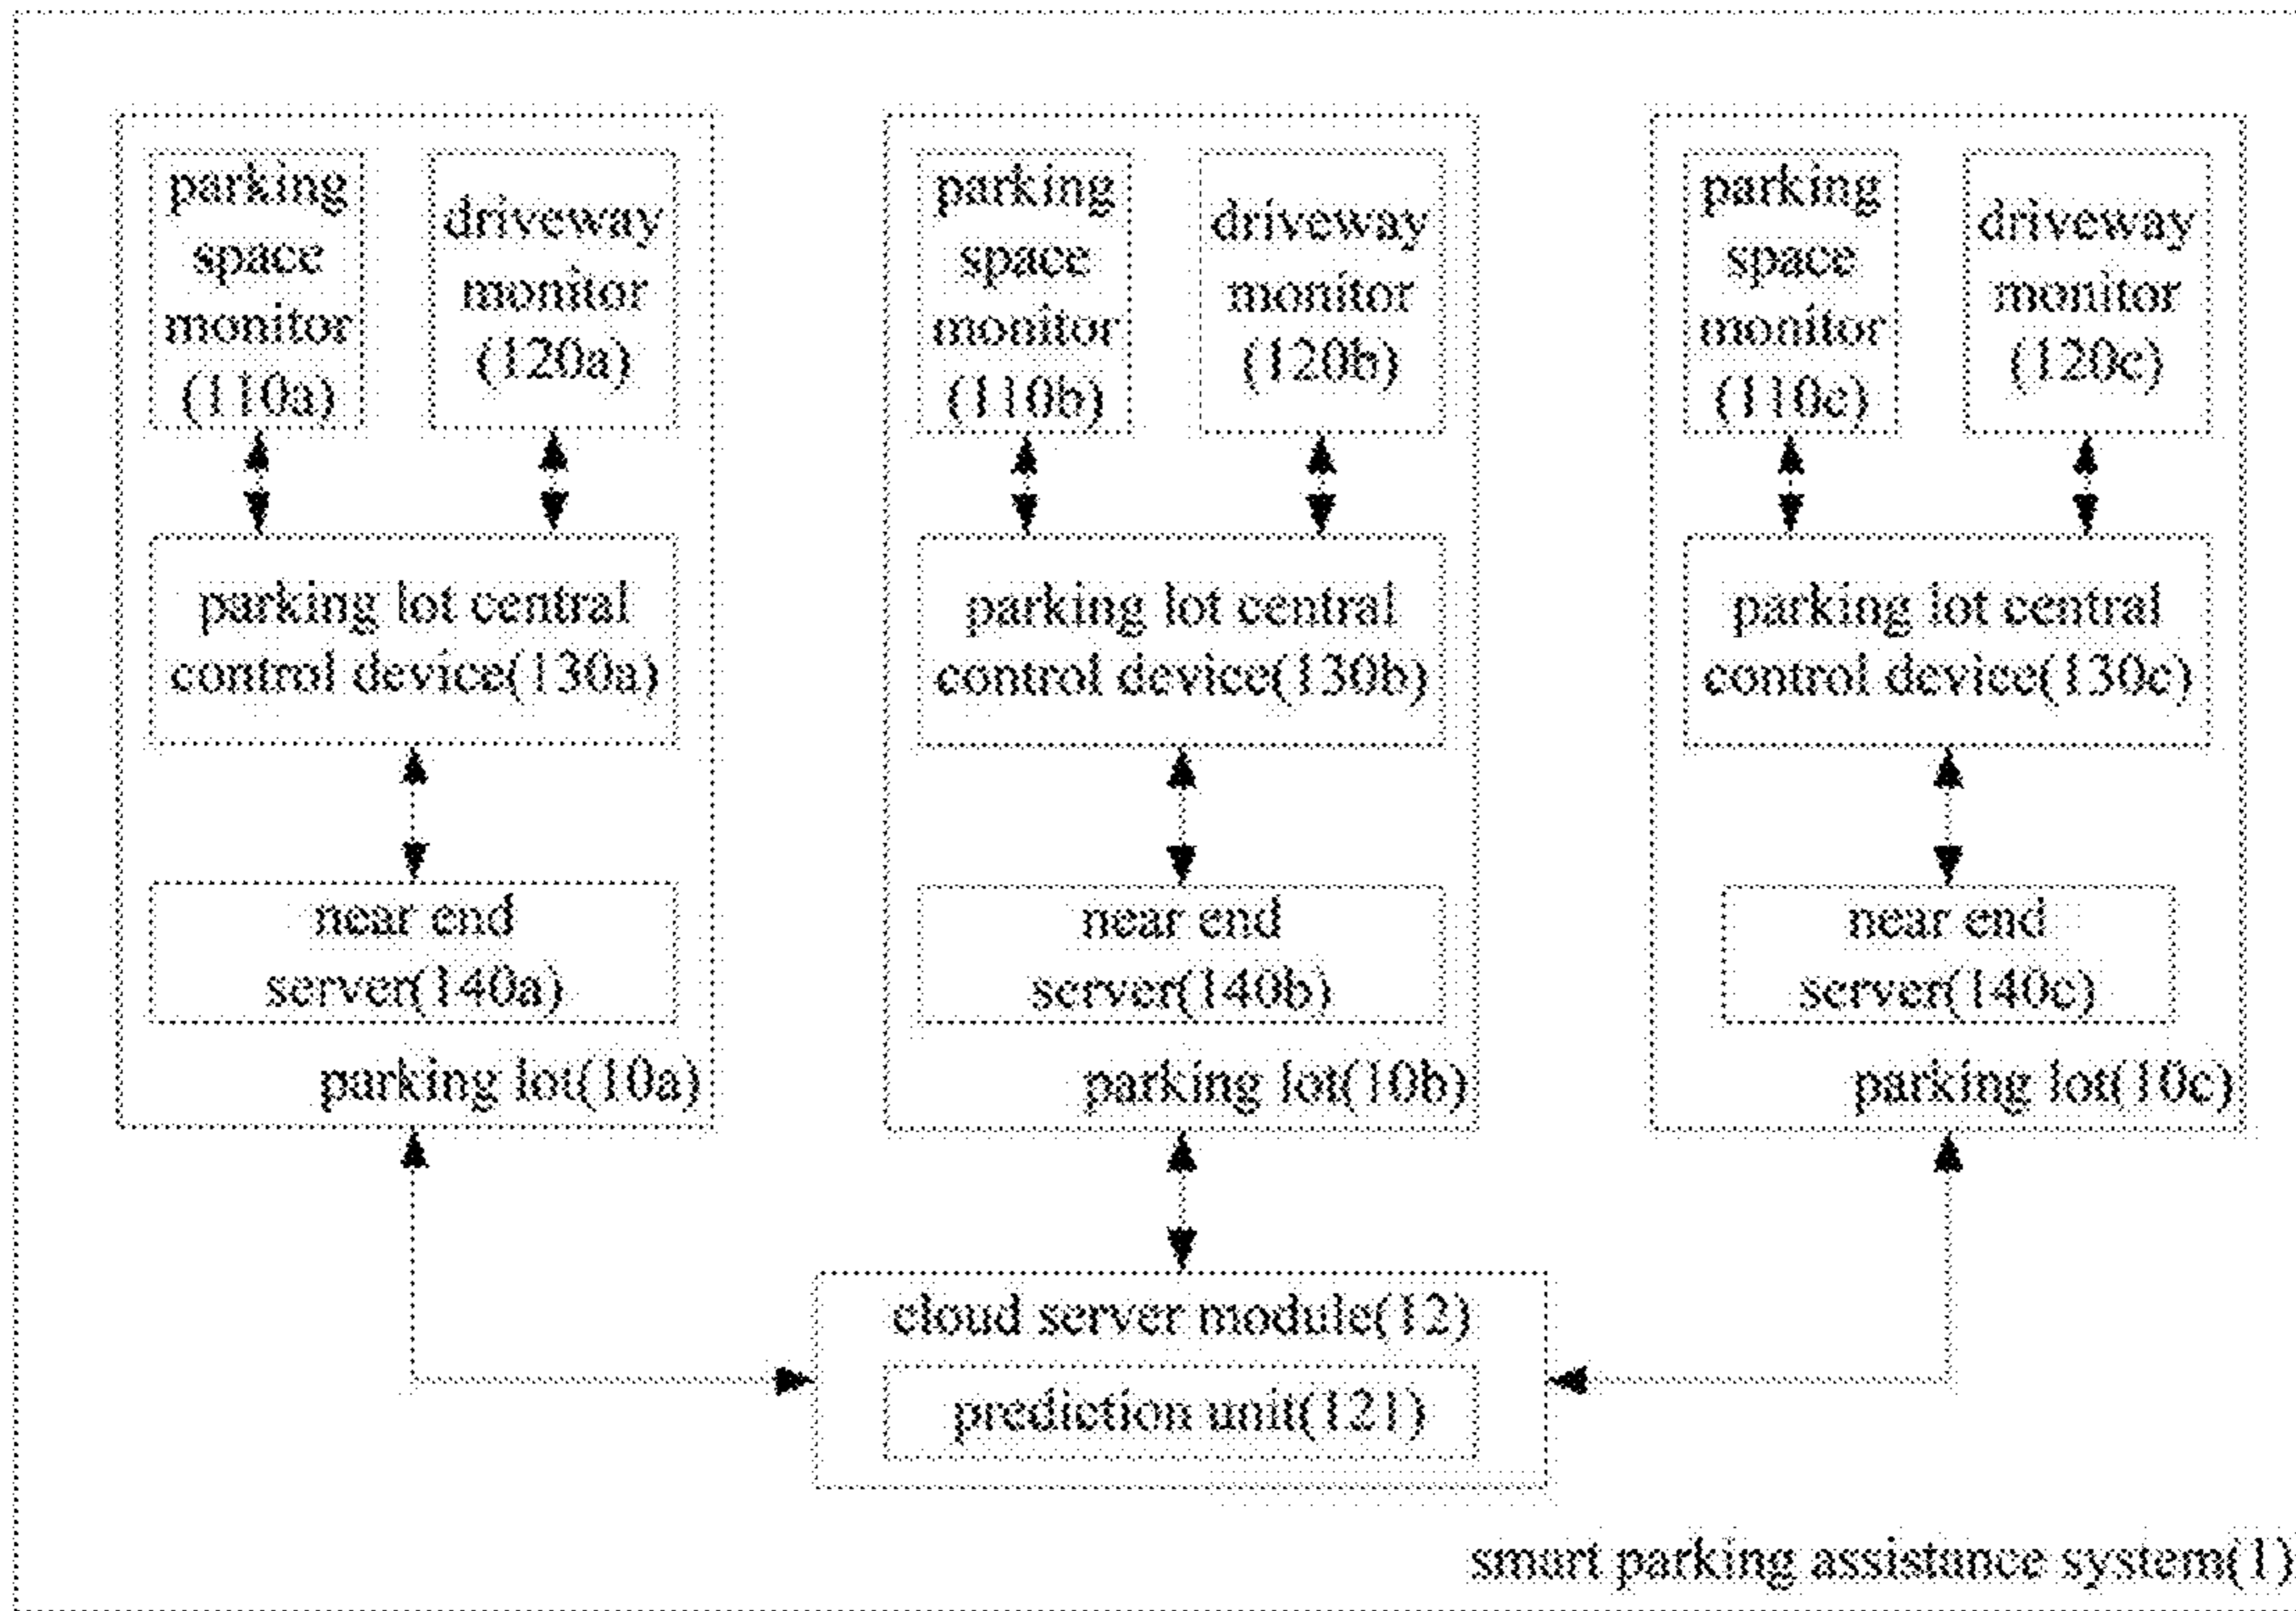 parking
space
monitor
(110a)
driveway
monitor
(120a)
parking lot central
control device(130a)
near end
server(140a)
parking lot(10a)
parking
space
monitor
(110b)
driveway
monitor
(120b)
parking lot central
control device(130b)
near end
server(140b)
parking lot(10b)
parking
space
monitor
(110c)
driveway
monitor
(120c)
parking lot central
control device(130c)
near end
server(140c)
parking lot(10c)
cloud server module(12)
prediction unit(121)
smart parking assistance system(1)